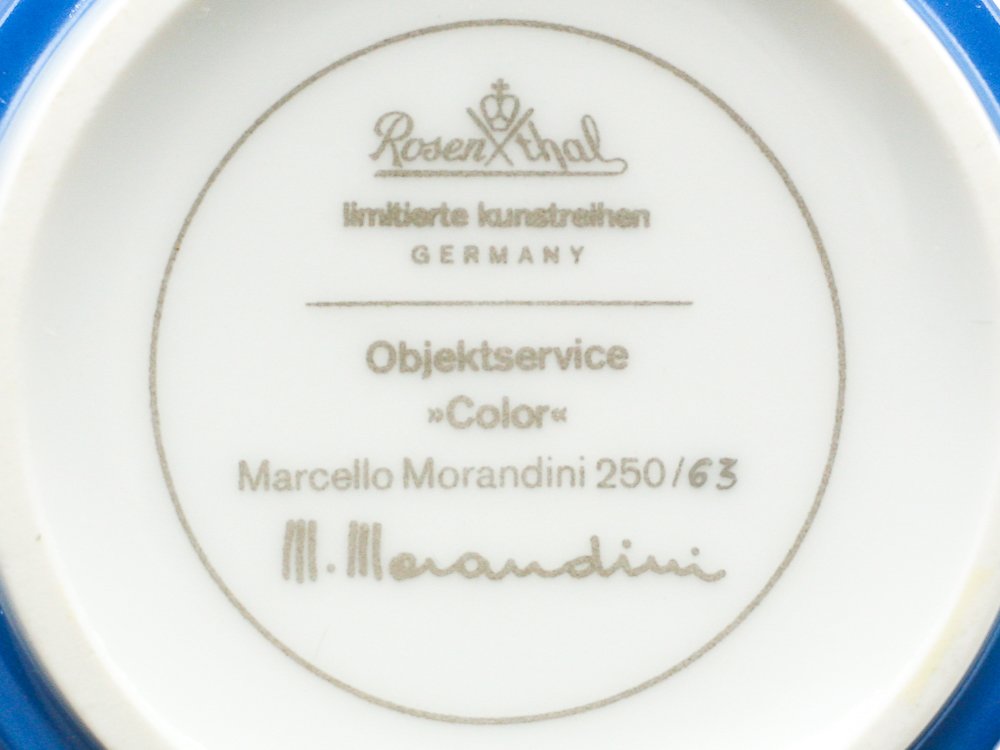 Rosenthal
limitierte kunstreihen
GERMANY
Objektservice
»Color«
Marcello Morandini 250/63
M. Morandini